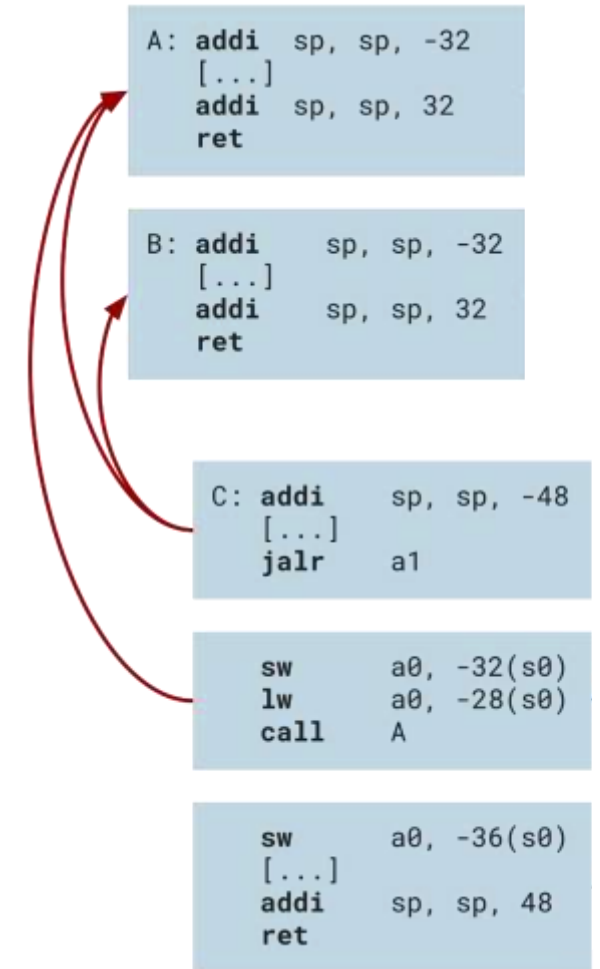 A: addi sp, sp, -32
[...]
addi sp, sp, 32
ret
B: addi sp, sp, -32
[...]
addi sp, sp, 32
ret
C: addi sp, sp, -48
[...]
jalr a1
sw a0, -32(s0)
lw a0, -28(s0)
call A
sw a0, -36(s0)
[...]
addi sp, sp, 48
ret